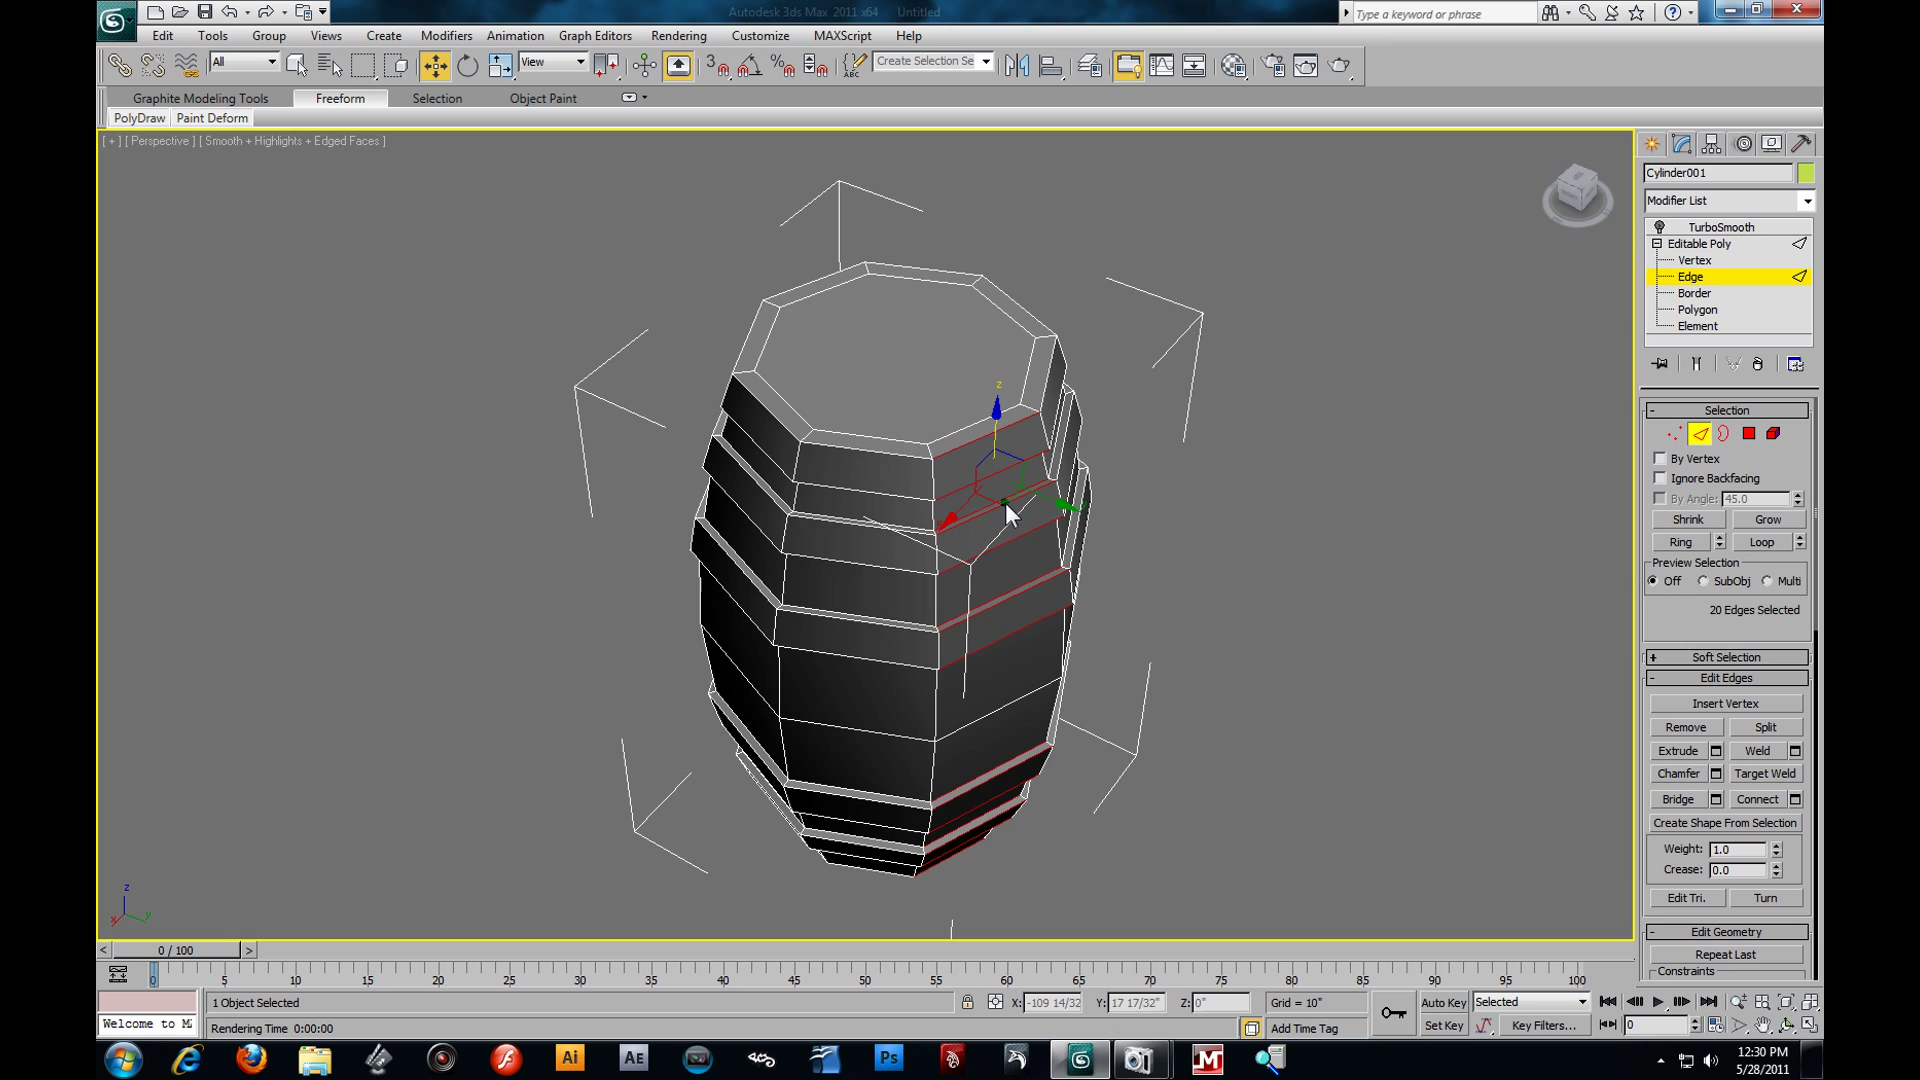 Autodesk 3ds Max 2011 x64 Untitled
Type a keyword or phrase
Edit Tools Group Views Create Modifiers Animation Graph Editors Rendering Customize MAXScript Help
All View Create Selection Se
Graphite Modeling Tools Freeform Selection Object Paint
PolyDraw Paint Deform
[ + ] [ Perspective ] [ Smooth + Highlights + Edged Faces ]
Cylinder001
Modifier List
TurboSmooth
Editable Poly
Vertex
Edge
Border
Polygon
Element
- Selection
By Vertex
Ignore Backfacing
By Angle: 45.0
Shrink Grow
Ring Loop
Preview Selection
Off SubObj Multi
20 Edges Selected
+ Soft Selection
- Edit Edges
Insert Vertex
Remove Split
Extrude Weld
Chamfer Target Weld
Bridge Connect
Create Shape From Selection
Weight: 1.0
Crease: 0.0
Edit Tri. Turn
- Edit Geometry
Repeat Last
Constraints
z
z
x y
< 0 / 100 >
0 5 10 15 20 25 30 35 40 45 50 55 60 65 70 75 80 85 90 95 100
1 Object Selected X: -109 14/32 Y: 17 17/32" Z: 0" Grid = 10" Auto Key Selected
Welcome to M
Rendering Time 0:00:00 Add Time Tag Set Key Key Filters... 0
Ai AE Ps M
12:30 PM
5/28/2011